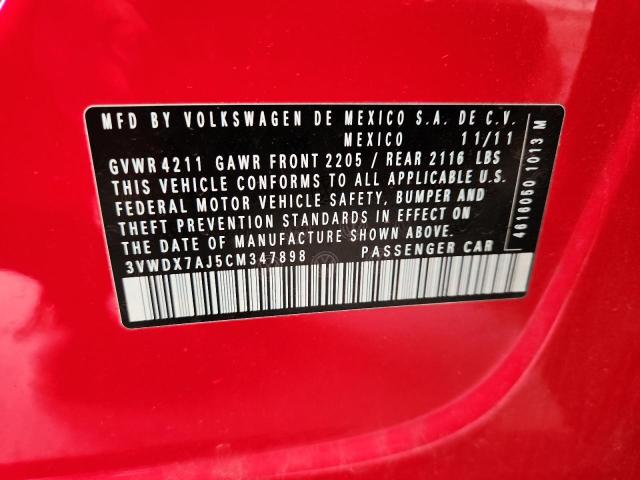 MFD BY VOLKSWAGEN DE MEXICO S.A. DE C.V.
MEXICO 11/11
GVWR 4211 GAWR FRONT 2205 / REAR 2116 LBS
THIS VEHICLE CONFORMS TO ALL APPLICABLE U.S.
FEDERAL MOTOR VEHICLE SAFETY, BUMPER AND
THEFT PREVENTION STANDARDS IN EFFECT ON
THE DATE OF MANUFACTURE SHOWN ABOVE.
3VWDX7AJ5CM347898 PASSENGER CAR
4618060 1013 M